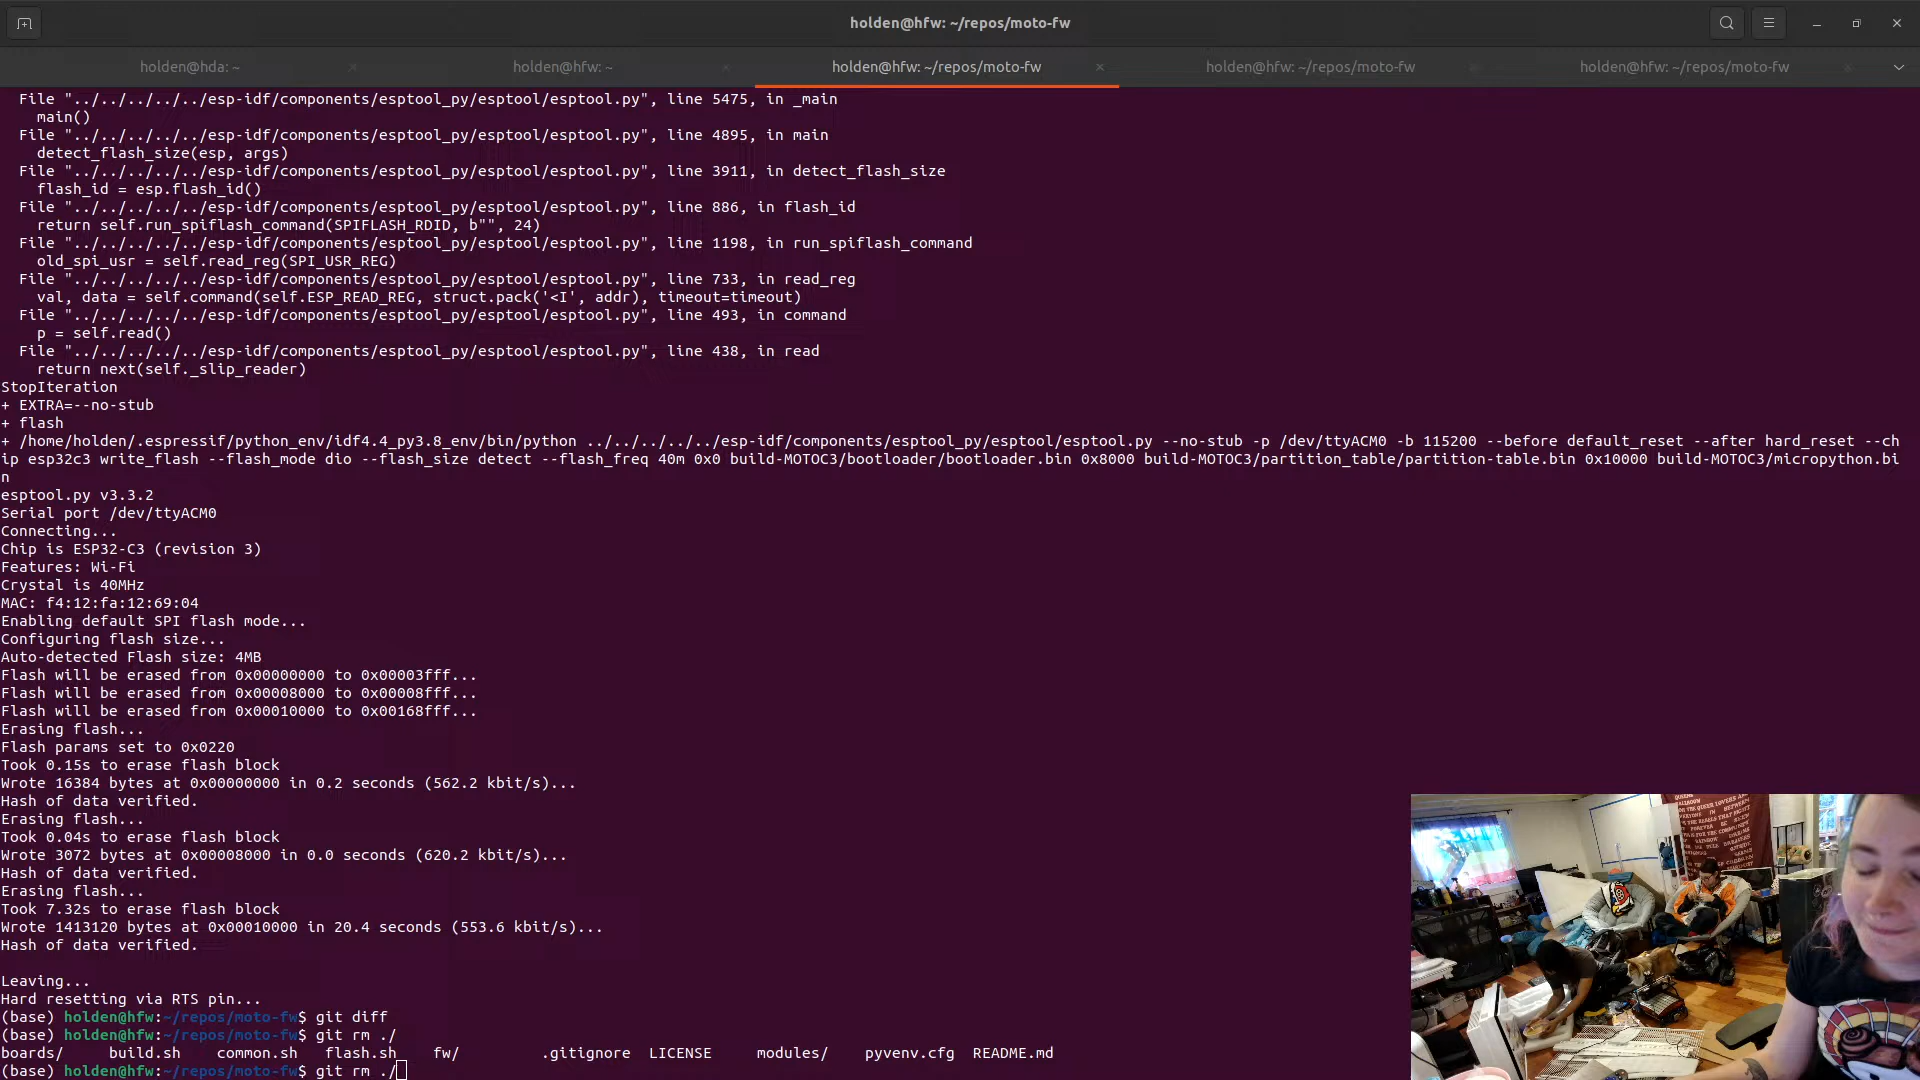 holden@hfw: ~/repos/moto-fw
holden@hda: ~
holden@hfw: ~
holden@hfw: ~/repos/moto-fw
holden@hfw: ~/repos/moto-fw
holden@hfw: ~/repos/moto-fw
File "../../../../../esp-idf/components/esptool_py/esptool/esptool.py", line 5475, in _main
main()
File "../../../../../esp-idf/components/esptool_py/esptool/esptool.py", line 4895, in main
detect_flash_size(esp, args)
File "../../../../../esp-idf/components/esptool_py/esptool/esptool.py", line 3911, in detect_flash_size
flash_id = esp.flash_id()
File "../../../../../esp-idf/components/esptool_py/esptool/esptool.py", line 886, in flash_id
return self.run_spiflash_command(SPIFLASH_RDID, b"", 24)
File "../../../../../esp-idf/components/esptool_py/esptool/esptool.py", line 1198, in run_spiflash_command
old_spi_usr = self.read_reg(SPI_USR_REG)
File "../../../../../esp-idf/components/esptool_py/esptool/esptool.py", line 733, in read_reg
val, data = self.command(self.ESP_READ_REG, struct.pack('<I', addr), timeout=timeout)
File "../../../../../esp-idf/components/esptool_py/esptool/esptool.py", line 493, in command
p = self.read()
File "../../../../../esp-idf/components/esptool_py/esptool/esptool.py", line 438, in read
return next(self._slip_reader)
StopIteration
+ EXTRA=--no-stub
+ flash
+ /home/holden/.espressif/python_env/idf4.4_py3.8_env/bin/python ../../../../../esp-idf/components/esptool_py/esptool/esptool.py --no-stub -p /dev/ttyACM0 -b 115200 --before default_reset --after hard_reset --ch
ip esp32c3 write_flash --flash_mode dio --flash_size detect --flash_freq 40m 0x0 build-MOTOC3/bootloader/bootloader.bin 0x8000 build-MOTOC3/partition_table/partition-table.bin 0x10000 build-MOTOC3/micropython.bi
n
esptool.py v3.3.2
Serial port /dev/ttyACM0
Connecting...
Chip is ESP32-C3 (revision 3)
Features: Wi-Fi
Crystal is 40MHz
MAC: f4:12:fa:12:69:04
Enabling default SPI flash mode...
Configuring flash size...
Auto-detected Flash size: 4MB
Flash will be erased from 0x00000000 to 0x00003fff...
Flash will be erased from 0x00008000 to 0x00008fff...
Flash will be erased from 0x00010000 to 0x00168fff...
Erasing flash...
Flash params set to 0x0220
Took 0.15s to erase flash block
Wrote 16384 bytes at 0x00000000 in 0.2 seconds (562.2 kbit/s)...
Hash of data verified.
Erasing flash...
Took 0.04s to erase flash block
Wrote 3072 bytes at 0x00008000 in 0.0 seconds (620.2 kbit/s)...
Hash of data verified.
Erasing flash...
Took 7.32s to erase flash block
Wrote 1413120 bytes at 0x00010000 in 20.4 seconds (553.6 kbit/s)...
Hash of data verified.
Leaving...
Hard resetting via RTS pin...
(base) holden@hfw:~/repos/moto-fw$ git diff
(base) holden@hfw:~/repos/moto-fw$ git rm ./
boards/ build.sh common.sh flash.sh fw/ .gitignore LICENSE modules/ pyvenv.cfg README.md
(base) holden@hfw:~/repos/moto-fw$ git rm ./